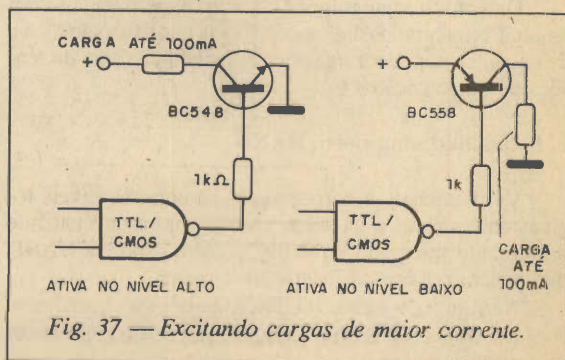 CARGA ATÉ 100mA
+
BC548
1kΩ
TTL /
CMOS
ATIVA NO NÍVEL ALTO
+
BC558
1k
TTL /
CMOS
CARGA
ATÉ
100mA
ATIVA NO NÍVEL BAIXO
Fig. 37 — Excitando cargas de maior corrente.